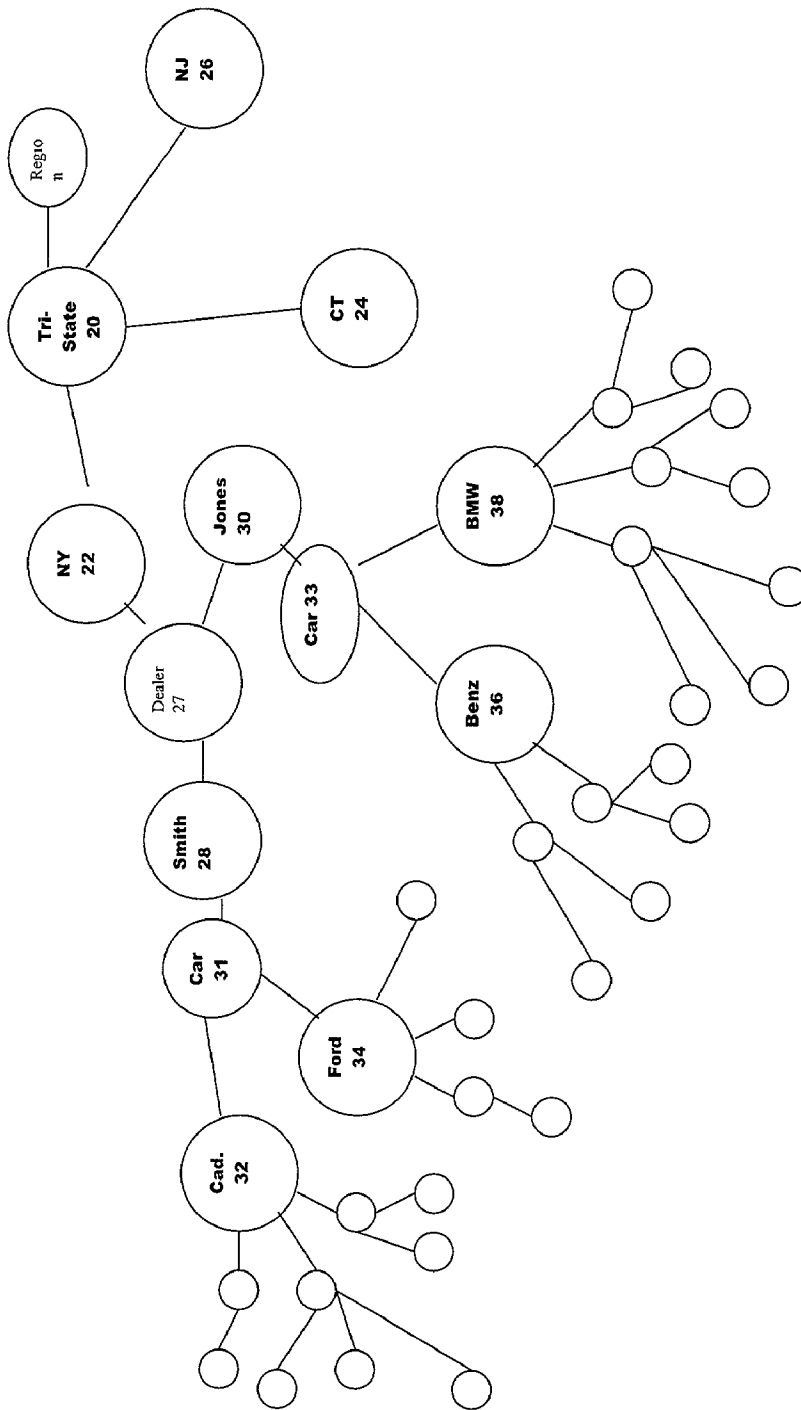 Regio
n
NJ
26
Tri-
State
20
CT
24
NY
22
Jones
30
Dealer
27
Car 33
BMW
38
Benz
36
Smith
28
Car
31
Ford
34
Cad.
32